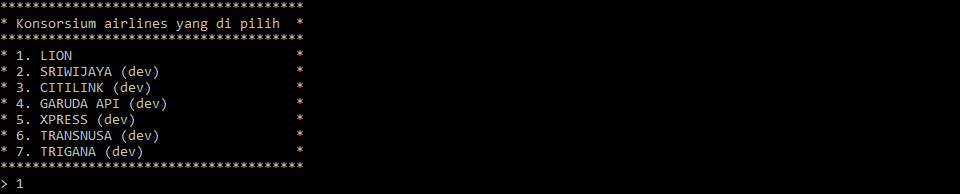 **************************************
* Konsorsium airlines yang di pilih  *
**************************************
* 1. LION                            *
* 2. SRIWIJAYA (dev)                 *
* 3. CITILINK (dev)                  *
* 4. GARUDA API (dev)                *
* 5. XPRESS (dev)                    *
* 6. TRANSNUSA (dev)                 *
* 7. TRIGANA (dev)                   *
**************************************
> 1